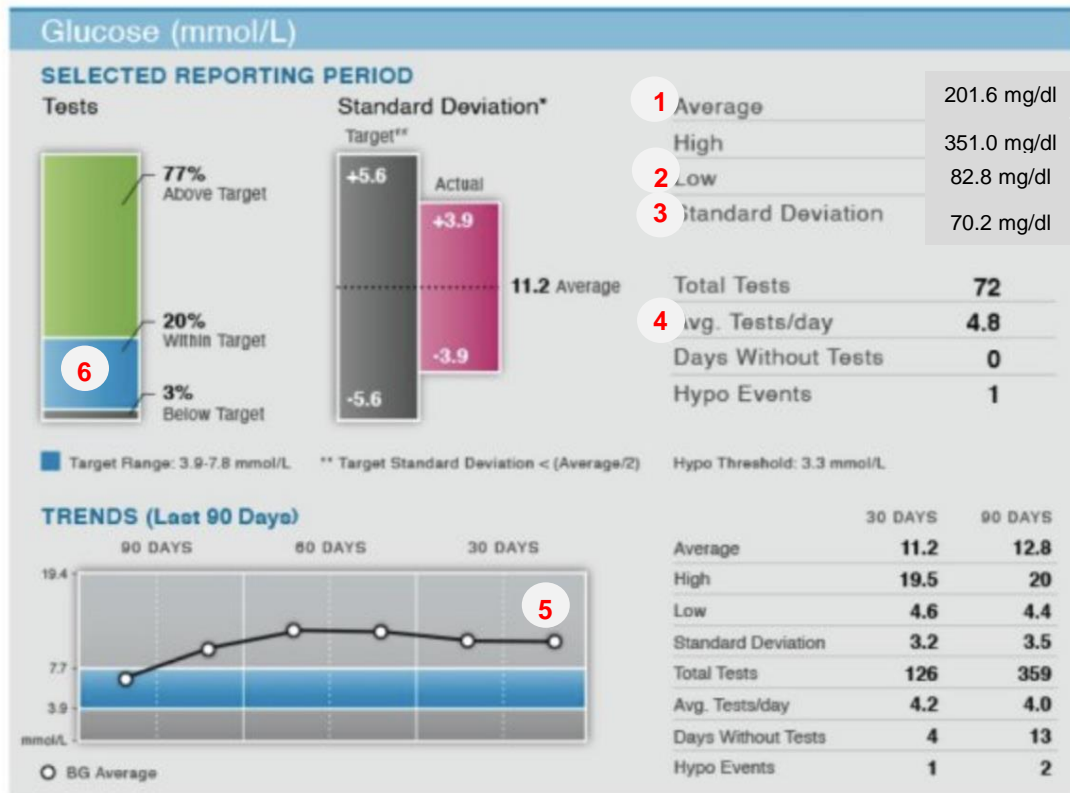 Glucose (mmol/L)
SELECTED REPORTING PERIOD
Tests
77%
Above Target
20%
Within Target
6
3%
Below Target
Standard Deviation*
Target**
+5.6
-5.6
Actual
+3.9
-3.9
11.2 Average
1 Average 201.6 mg/dl
High 351.0 mg/dl
2 Low 82.8 mg/dl
3 Standard Deviation 70.2 mg/dl
Total Tests 72
4 Avg. Tests/day 4.8
Days Without Tests 0
Hypo Events 1
Target Range: 3.9-7.8 mmol/L ** Target Standard Deviation < (Average/2) Hypo Threshold: 3.3 mmol/L
TRENDS (Last 90 Days)
90 DAYS 60 DAYS 30 DAYS
19.4
5
7.7
3.9
mmol/L
BG Average
30 DAYS 90 DAYS
Average 11.2 12.8
High 19.5 20
Low 4.6 4.4
Standard Deviation 3.2 3.5
Total Tests 126 359
Avg. Tests/day 4.2 4.0
Days Without Tests 4 13
Hypo Events 1 2